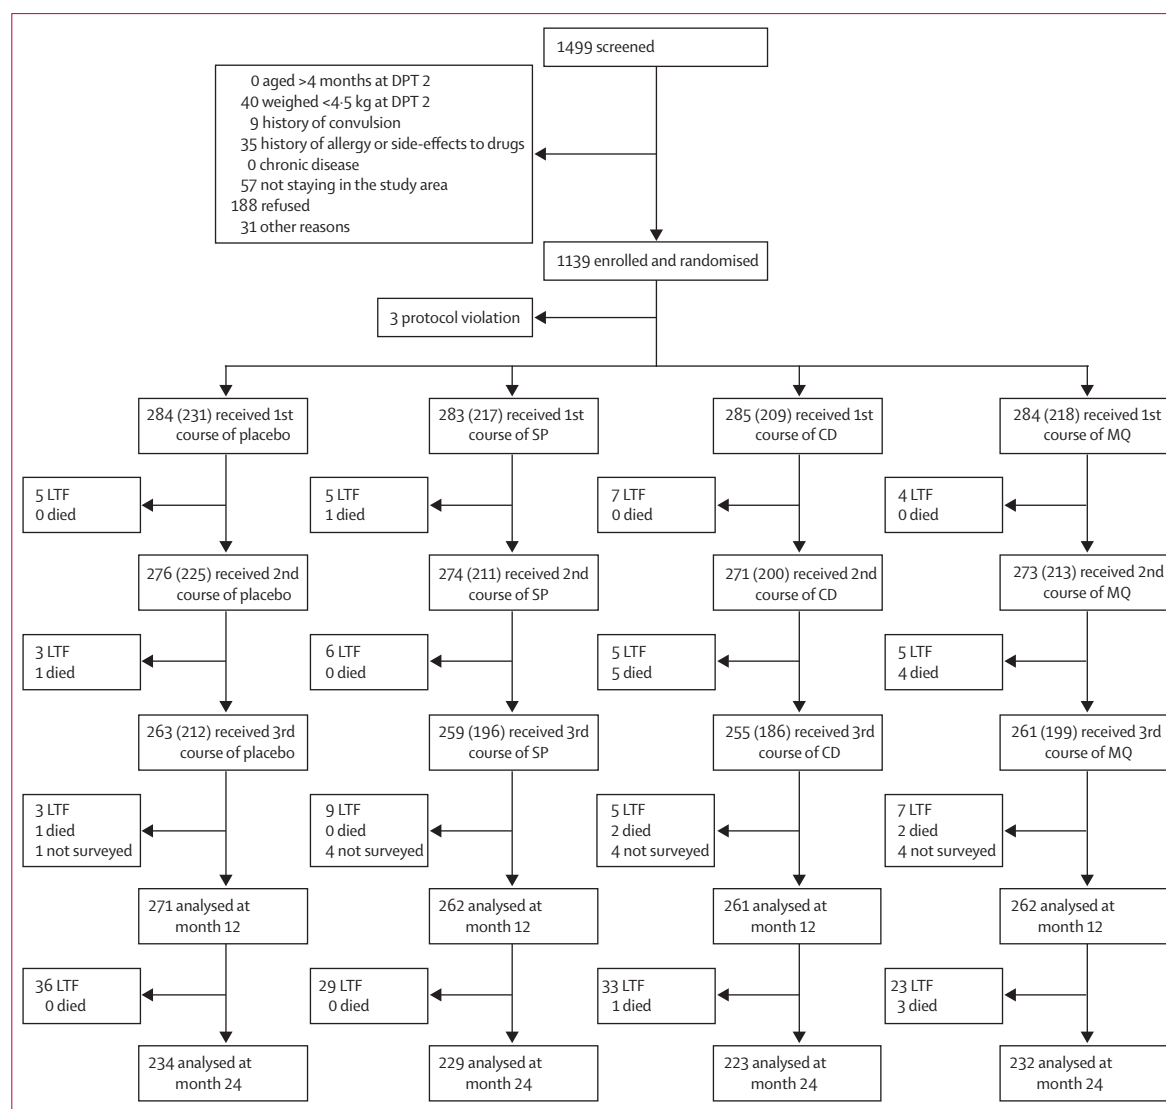 1499 screened
0 aged >4 months at DPT 2
40 weighed <4·5 kg at DPT 2
9 history of convulsion
35 history of allergy or side-effects to drugs
0 chronic disease
57 not staying in the study area
188 refused
31 other reasons
1139 enrolled and randomised
3 protocol violation
284 (231) received 1st
course of placebo
283 (217) received 1st
course of SP
285 (209) received 1st
course of CD
284 (218) received 1st
course of MQ
5 LTF
0 died
5 LTF
1 died
7 LTF
0 died
4 LTF
0 died
276 (225) received 2nd
course of placebo
274 (211) received 2nd
course of SP
271 (200) received 2nd
course of CD
273 (213) received 2nd
course of MQ
3 LTF
1 died
6 LTF
0 died
5 LTF
5 died
5 LTF
4 died
263 (212) received 3rd
course of placebo
259 (196) received 3rd
course of SP
255 (186) received 3rd
course of CD
261 (199) received 3rd
course of MQ
3 LTF
1 died
1 not surveyed
9 LTF
0 died
4 not surveyed
5 LTF
2 died
4 not surveyed
7 LTF
2 died
4 not surveyed
271 analysed at
month 12
262 analysed at
month 12
261 analysed at
month 12
262 analysed at
month 12
36 LTF
0 died
29 LTF
0 died
33 LTF
1 died
23 LTF
3 died
234 analysed at
month 24
229 analysed at
month 24
223 analysed at
month 24
232 analysed at
month 24